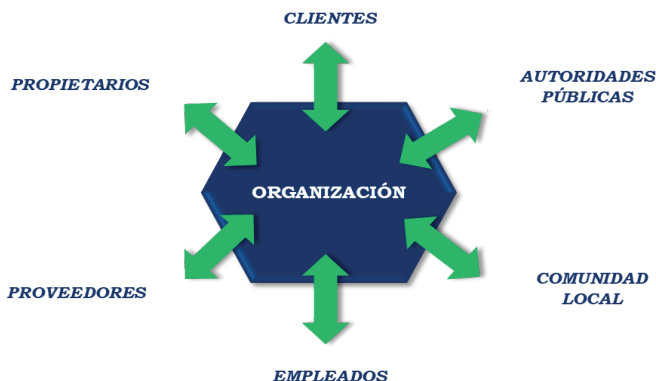 CLIENTES
PROPIETARIOS
AUTORIDADES
PÚBLICAS
ORGANIZACIÓN
PROVEEDORES
COMUNIDAD
LOCAL
EMPLEADOS